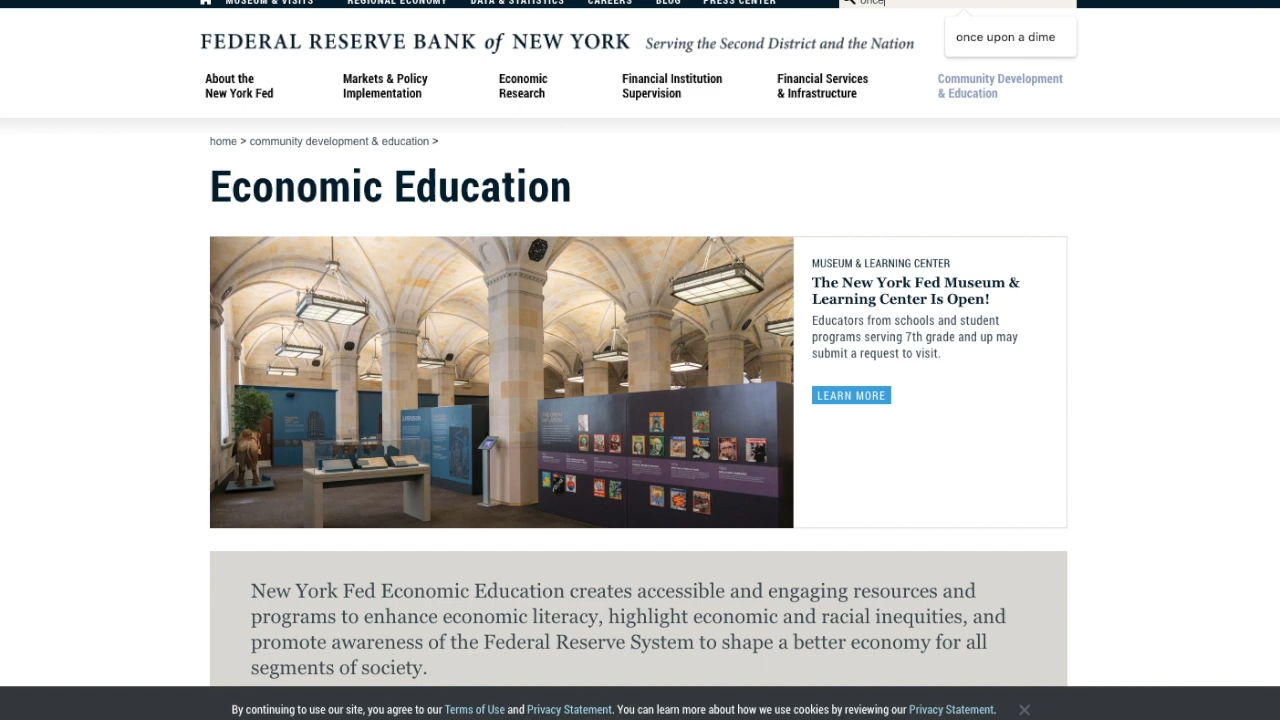 MUSEUM & VISITS REGIONAL ECONOMY DATA & STATISTICS CAREERS BLOG PRESS CENTER once
once upon a dime
FEDERAL RESERVE BANK of NEW YORK Serving the Second District and the Nation
About the
New York Fed
Markets & Policy
Implementation
Economic
Research
Financial Institution
Supervision
Financial Services
& Infrastructure
Community Development
& Education
home > community development & education >
Economic Education
MUSEUM & LEARNING CENTER
The New York Fed Museum &
Learning Center Is Open!
Educators from schools and student
programs serving 7th grade and up may
submit a request to visit.
LEARN MORE
New York Fed Economic Education creates accessible and engaging resources and
programs to enhance economic literacy, highlight economic and racial inequities, and
promote awareness of the Federal Reserve System to shape a better economy for all
segments of society.
By continuing to use our site, you agree to our Terms of Use and Privacy Statement. You can learn more about how we use cookies by reviewing our Privacy Statement.